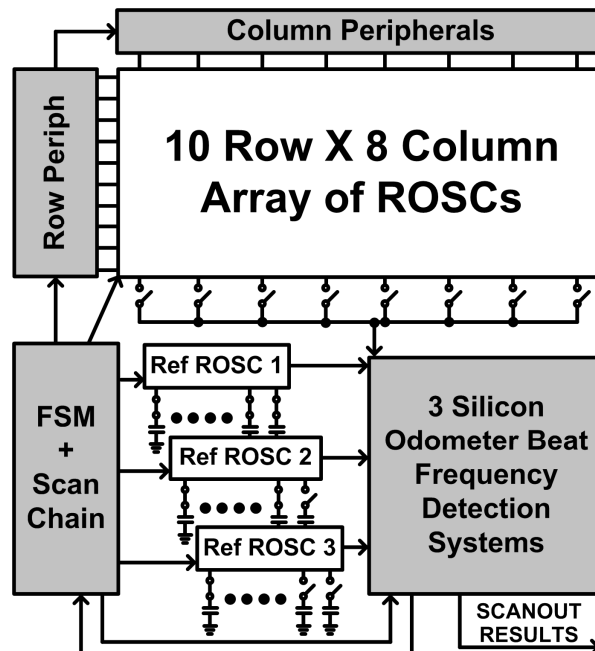 Column Peripherals
Row Periph
10 Row X 8 Column
Array of ROSCs
FSM
+
Scan
Chain
Ref ROSC 1
Ref ROSC 2
Ref ROSC 3
3 Silicon
Odometer Beat
Frequency
Detection
Systems
SCANOUT
RESULTS